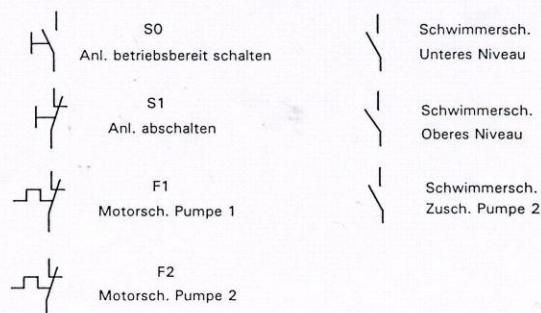 S0
Anl. betriebsbereit schalten
S1
Anl. abschalten
F1
Motorsch. Pumpe 1
F2
Motorsch. Pumpe 2
Schwimmersch.
Unteres Niveau
Schwimmersch.
Oberes Niveau
Schwimmersch.
Zusch. Pumpe 2